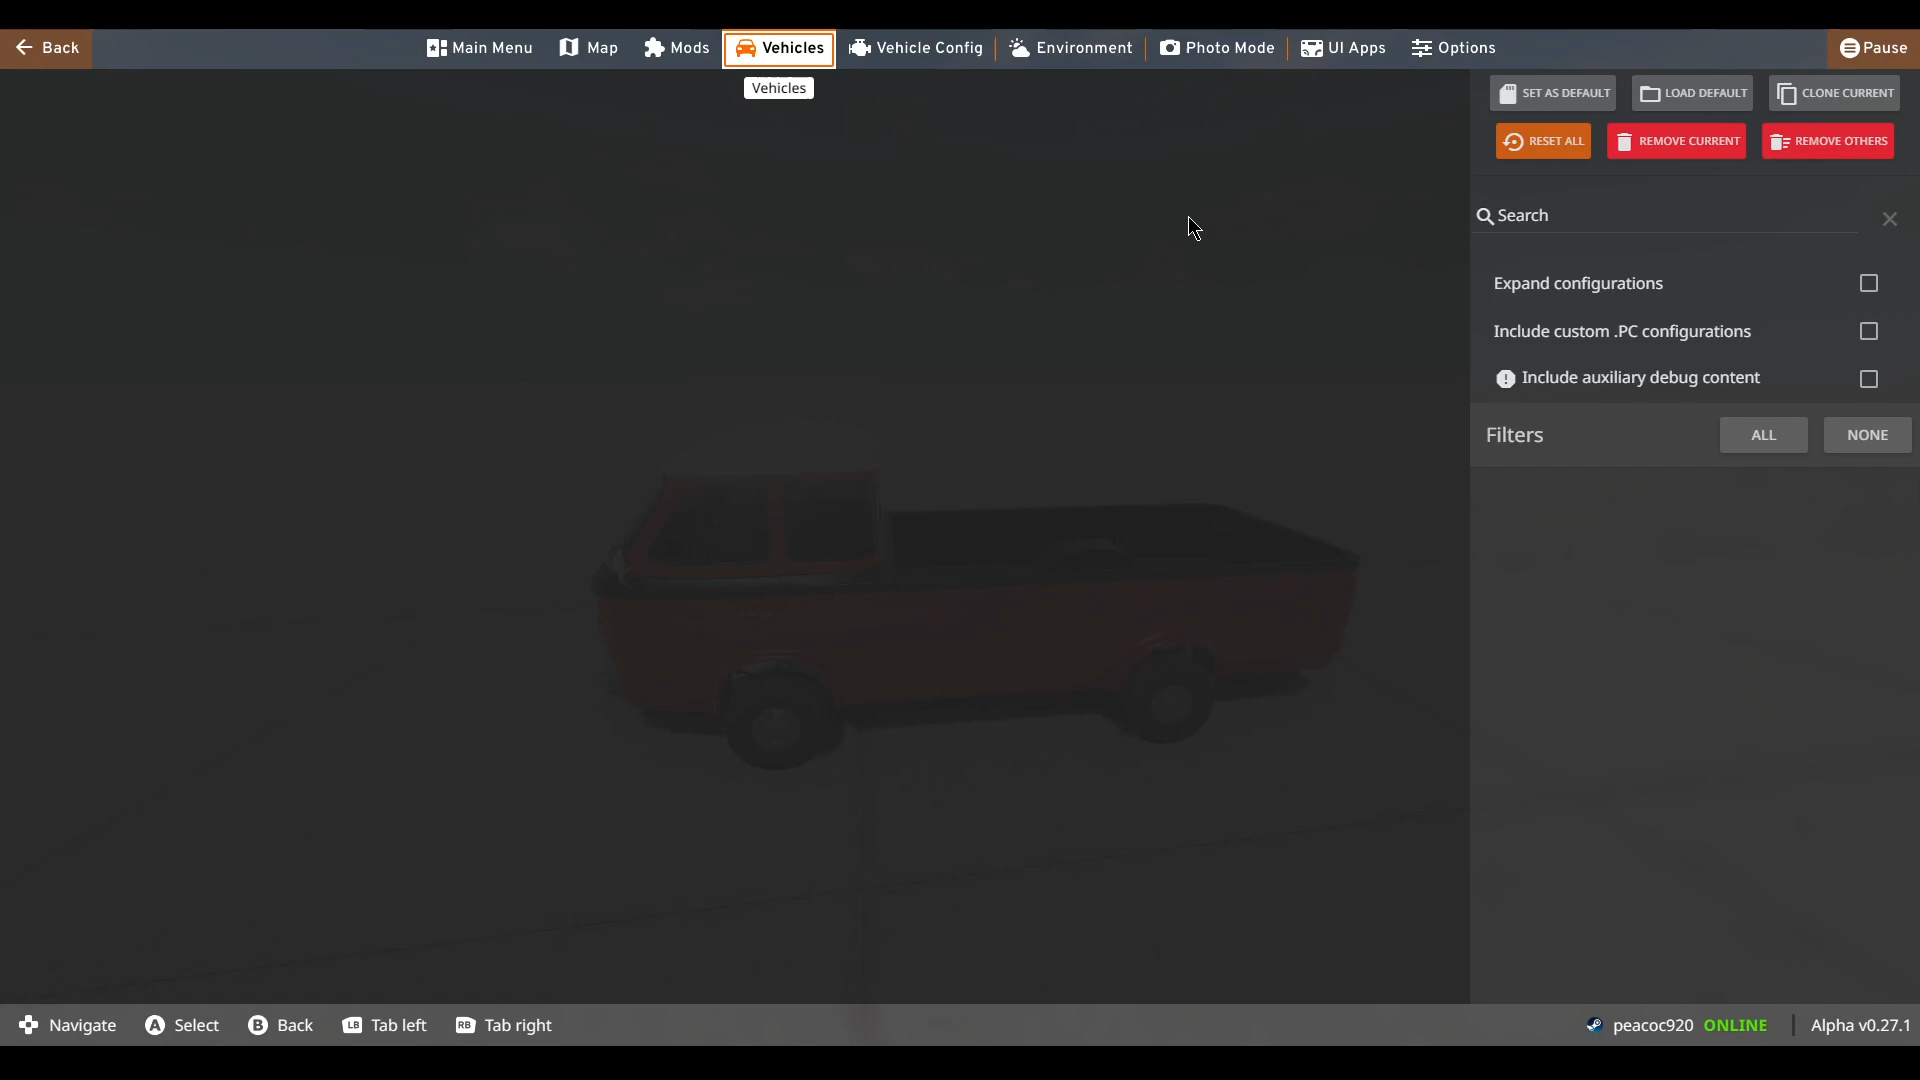 Back
Main Menu
Map
Mods
Vehicles
Vehicle Config
Environment
Photo Mode
UI Apps
Options
Pause
Vehicles
SET AS DEFAULT
LOAD DEFAULT
CLONE CURRENT
RESET ALL
REMOVE CURRENT
REMOVE OTHERS
Search
Expand configurations
Include custom .PC configurations
Include auxiliary debug content
Filters
ALL
NONE
Navigate
A Select
B Back
LB Tab left
RB Tab right
peacoc920 ONLINE
Alpha v0.27.1